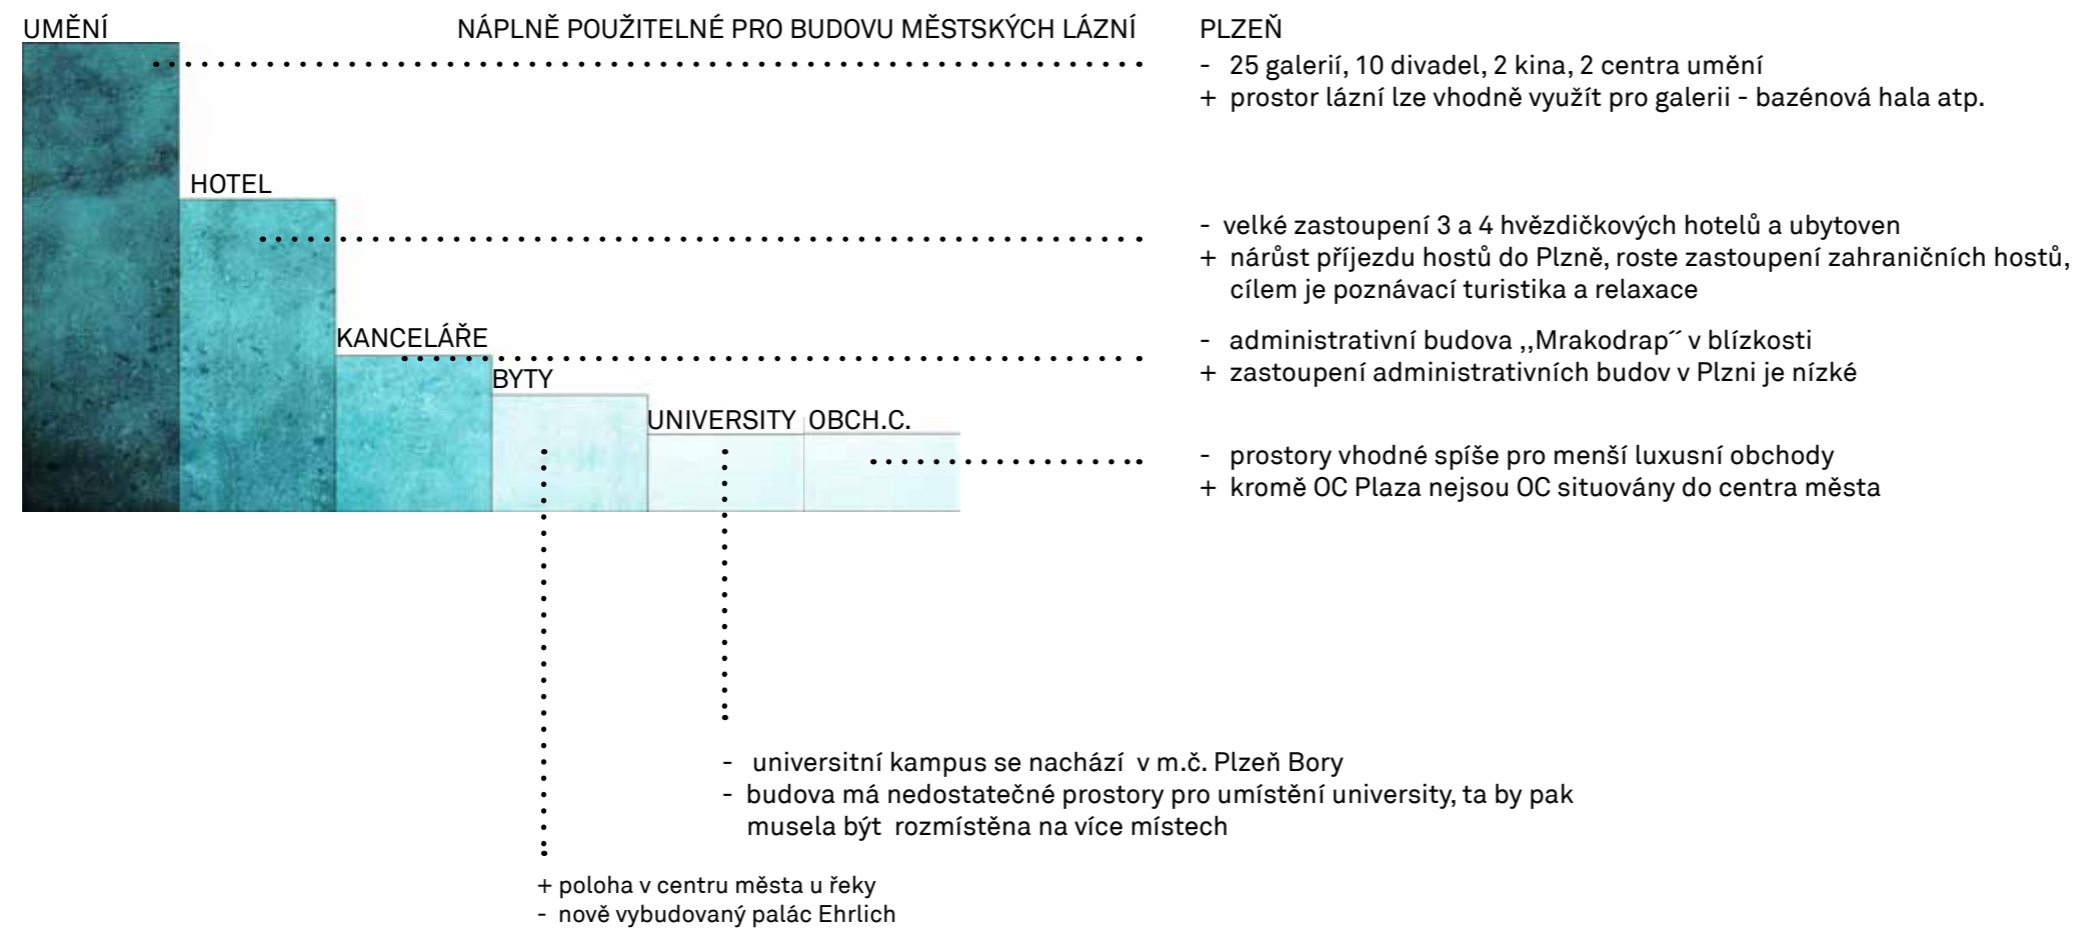 UMĚNÍ
NÁPLNĚ POUŽITELNÉ PRO BUDOVU MĚSTSKÝCH LÁZNÍ
PLZEŇ
- 25 galerií, 10 divadel, 2 kina, 2 centra umění
+ prostor lázní lze vhodně využít pro galerii - bazénová hala atp.
HOTEL
- velké zastoupení 3 a 4 hvězdičkových hotelů a ubytoven
+ nárůst příjezdu hostů do Plzně, roste zastoupení zahraničních hostů,
cílem je poznávací turistika a relaxace
KANCELÁŘE
- administrativní budova ,,Mrakodrap´´ v blízkosti
+ zastoupení administrativních budov v Plzni je nízké
BYTY
UNIVERSITY
OBCH.C.
- prostory vhodné spíše pro menší luxusní obchody
+ kromě OC Plaza nejsou OC situovány do centra města
- universitní kampus se nachází v m.č. Plzeň Bory
- budova má nedostatečné prostory pro umístění university, ta by pak
musela být rozmístěna na více místech
+ poloha v centru města u řeky
- nově vybudovaný palác Ehrlich